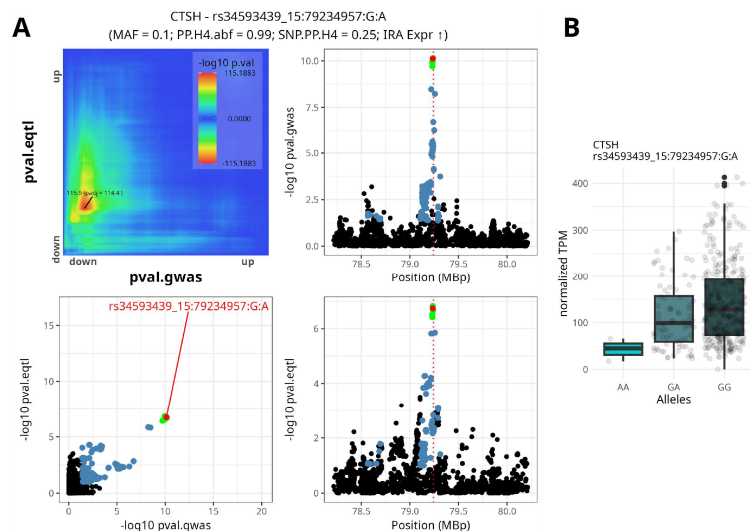 A
CTSH - rs34593439_15:79234957:G:A
(MAF = 0.1; PP.H4.abf = 0.99; SNP.PP.H4 = 0.25; IRA Expr ↑)
up
pval.eqtl
down
-log10 p.val
115.1883
0.0000
-115.1883
down
up
pval.gwas
-log10 pval.gwas
10.0
7.5
5.0
2.5
0.0
78.5
79.0
79.5
80.0
Position (MBp)
rs34593439_15:79234957:G:A
-log10 pval.eqtl
15
10
5
0
0
5
10
15
20
-log10 pval.gwas
-log10 pval.eqtl
6
4
2
0
78.5
79.0
79.5
80.0
Position (MBp)
B
CTSH
rs34593439_15:79234957:G:A
normalized TPM
400
300
200
100
0
AA
GA
GG
Alleles